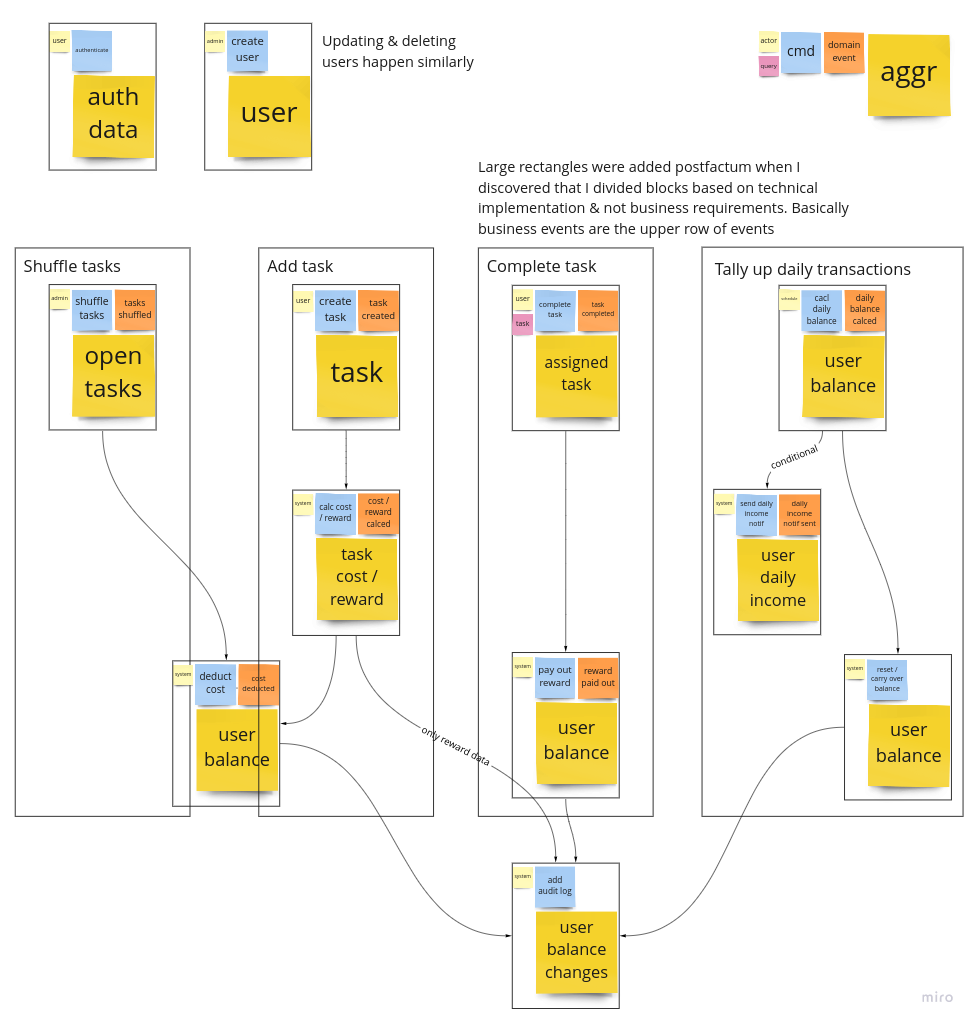 user
authenticate
auth
data
admin
create
user
user
Updating & deleting
users happen similarly
actor
query
cmd
domain
event
aggr
Large rectangles were added postfactum when I
discovered that I divided blocks based on technical
implementation & not business requirements. Basically
business events are the upper row of events
Shuffle tasks
admin
shuffle
tasks
tasks
shuffled
open
tasks
Add task
user
create
task
task
created
task
Complete task
user
task
complete
task
task
completed
assigned
task
Tally up daily transactions
schedule
cacl
daily
balance
daily
balance
calced
user
balance
conditional
system
calc cost
/ reward
cost /
reward
calced
task
cost /
reward
system
send daily
income
notif
daily
income
notif sent
user
daily
income
system
deduct
cost
cost
deducted
user
balance
only reward data
system
pay out
reward
reward
paid out
user
balance
system
reset /
carry over
balance
user
balance
system
add
audit log
user
balance
changes
miro